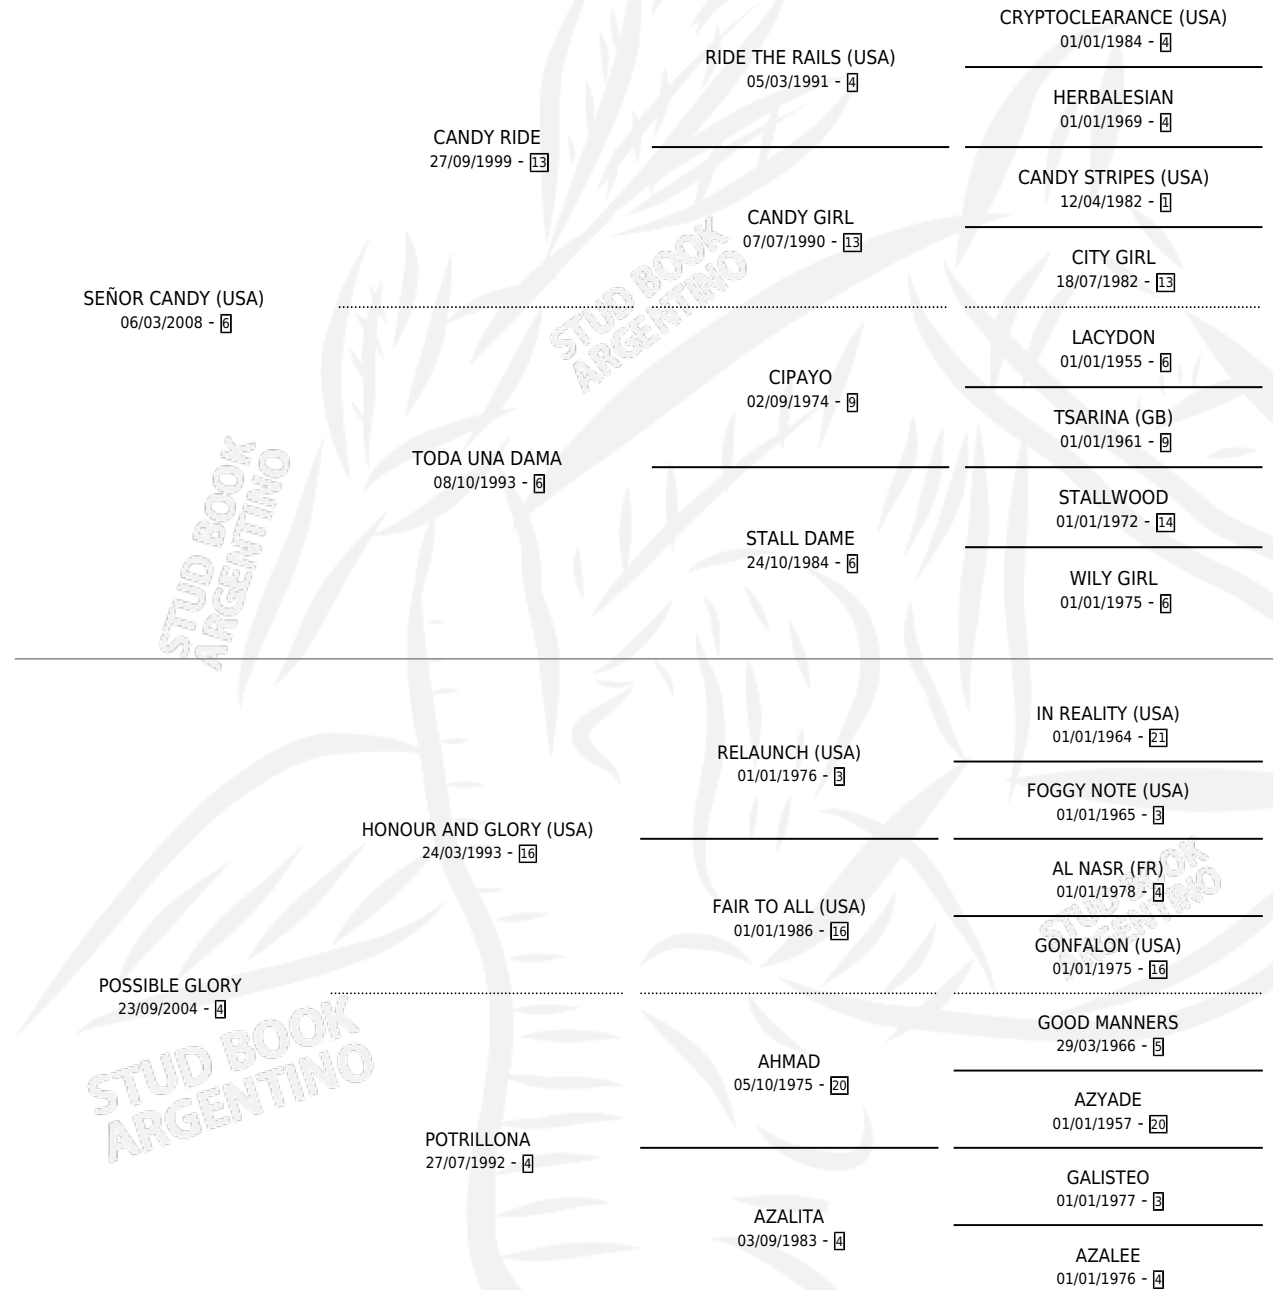 CRYPTOCLEARANCE (USA)
01/01/1984 - 4
RIDE THE RAILS (USA)
05/03/1991 - 4
HERBALESIAN
01/01/1969 - 4
CANDY RIDE
27/09/1999 - 13
CANDY STRIPES (USA)
12/04/1982 - 1
CANDY GIRL
07/07/1990 - 13
CITY GIRL
18/07/1982 - 13
SEÑOR CANDY (USA)
06/03/2008 - 6
LACYDON
01/01/1955 - 6
CIPAYO
02/09/1974 - 9
TSARINA (GB)
01/01/1961 - 9
TODA UNA DAMA
08/10/1993 - 6
STALLWOOD
01/01/1972 - 14
STALL DAME
24/10/1984 - 6
WILY GIRL
01/01/1975 - 6
STUD BOOK
ARGENTINO
STUD BOOK
ARGENTINO
IN REALITY (USA)
01/01/1964 - 21
RELAUNCH (USA)
01/01/1976 - 3
FOGGY NOTE (USA)
01/01/1965 - 3
HONOUR AND GLORY (USA)
24/03/1993 - 16
AL NASR (FR)
01/01/1978 - 4
FAIR TO ALL (USA)
01/01/1986 - 16
GONFALON (USA)
01/01/1975 - 16
STUD BOOK
ARGENTINO
POSSIBLE GLORY
23/09/2004 - 4
GOOD MANNERS
29/03/1966 - 5
AHMAD
05/10/1975 - 20
AZYADE
01/01/1957 - 20
POTRILLONA
27/07/1992 - 4
GALISTEO
01/01/1977 - 3
AZALITA
03/09/1983 - 4
AZALEE
01/01/1976 - 4
STUD BOOK
ARGENTINO